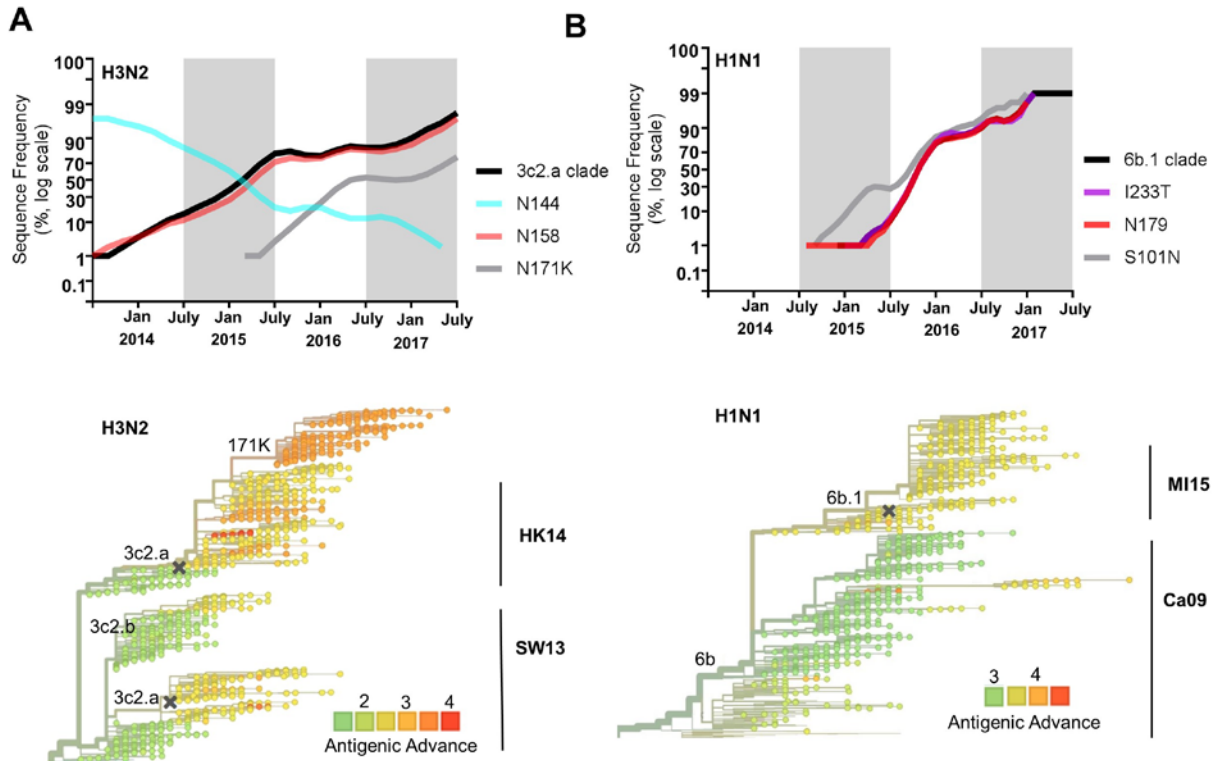 A
H3N2
Sequence Frequency
(%, log scale)
100
99
90
70
50
30
10
1
0.1
Jan July Jan July Jan July Jan July
2014 2015 2016 2017
3c2.a clade
N144
N158
N171K
B
H1N1
Sequence Frequency
(%, log scale)
100
99
90
70
50
30
10
1
0.1
Jan July Jan July Jan July Jan July
2014 2015 2016 2017
6b.1 clade
I233T
N179
S101N
H3N2
171K
3c2.a
3c2.b
3c2.a
HK14
SW13
2 3 4
Antigenic Advance
H1N1
6b.1
6b
MI15
Ca09
3 4
Antigenic Advance